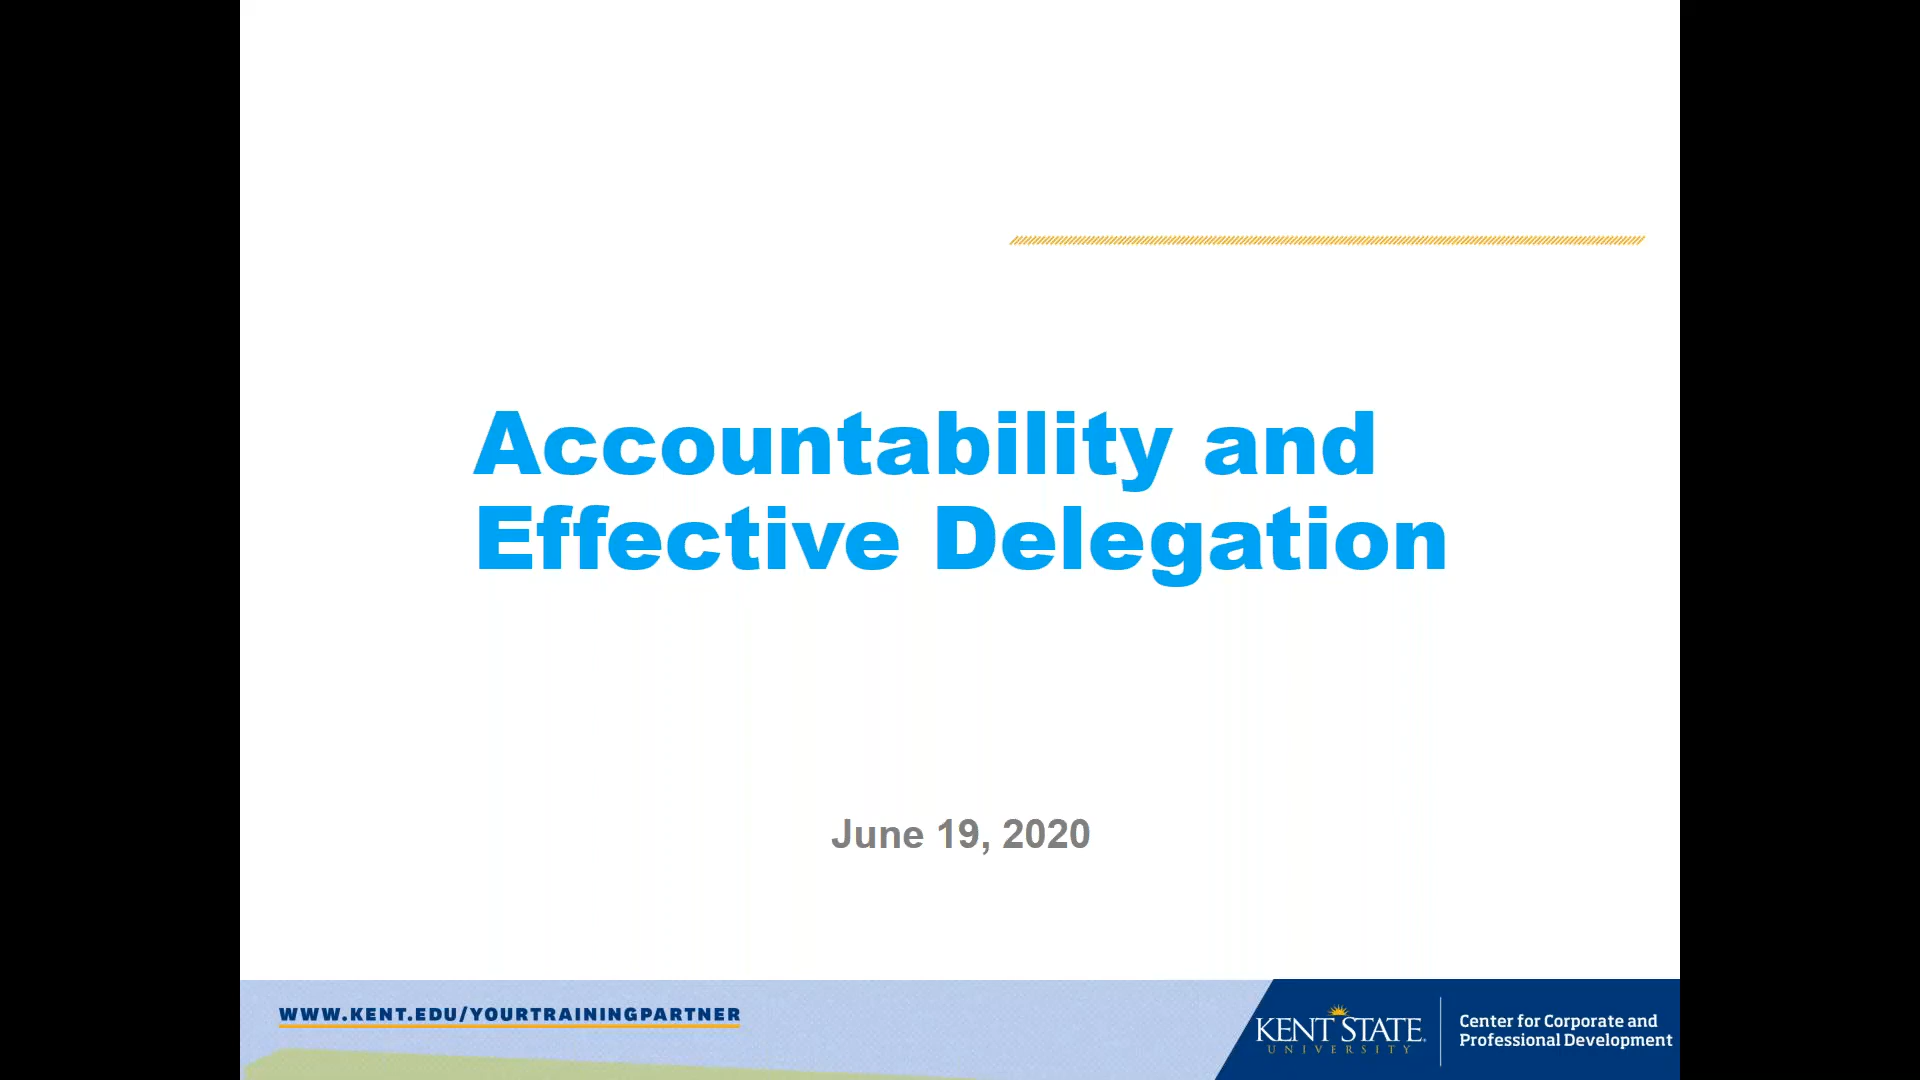 Accountability and
Effective Delegation
June 19, 2020
WWW.KENT.EDU/YOURTRAININGPARTNER
KENT STATE
UNIVERSITY
Center for Corporate and
Professional Development